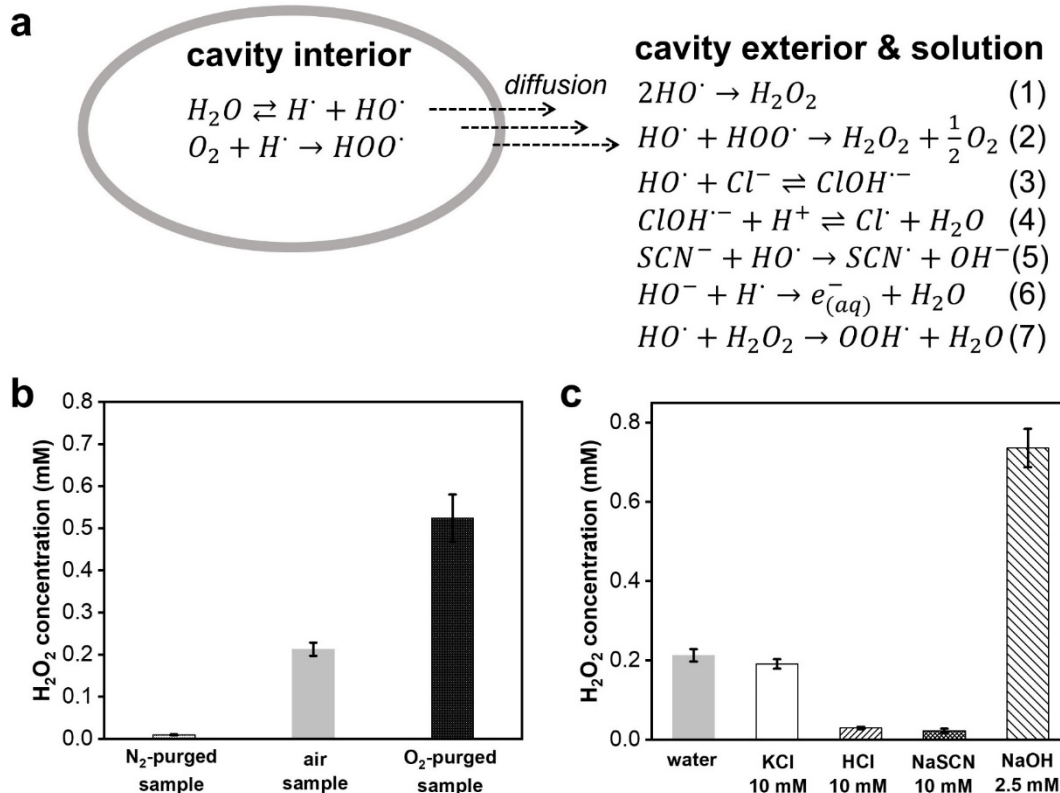 a
cavity interior
H₂O ⇄ H˙ + HO˙
O₂ + H˙ → HOO˙
diffusion
cavity exterior & solution
2HO˙ → H₂O₂ (1)
HO˙ + HOO˙ → H₂O₂ + ½O₂ (2)
HO˙ + Cl⁻ ⇌ ClOH˙⁻ (3)
ClOH˙⁻ + H⁺ ⇌ Cl˙ + H₂O (4)
SCN⁻ + HO˙ → SCN˙ + OH⁻ (5)
HO⁻ + H˙ → e⁻(aq) + H₂O (6)
HO˙ + H₂O₂ → OOH˙ + H₂O (7)
b
H₂O₂ concentration (mM)
0.8
0.7
0.6
0.5
0.4
0.3
0.2
0.1
0.0
N₂-purged
sample
air
sample
O₂-purged
sample
c
H₂O₂ concentration (mM)
0.8
0.6
0.4
0.2
0.0
water
KCl
10 mM
HCl
10 mM
NaSCN
10 mM
NaOH
2.5 mM